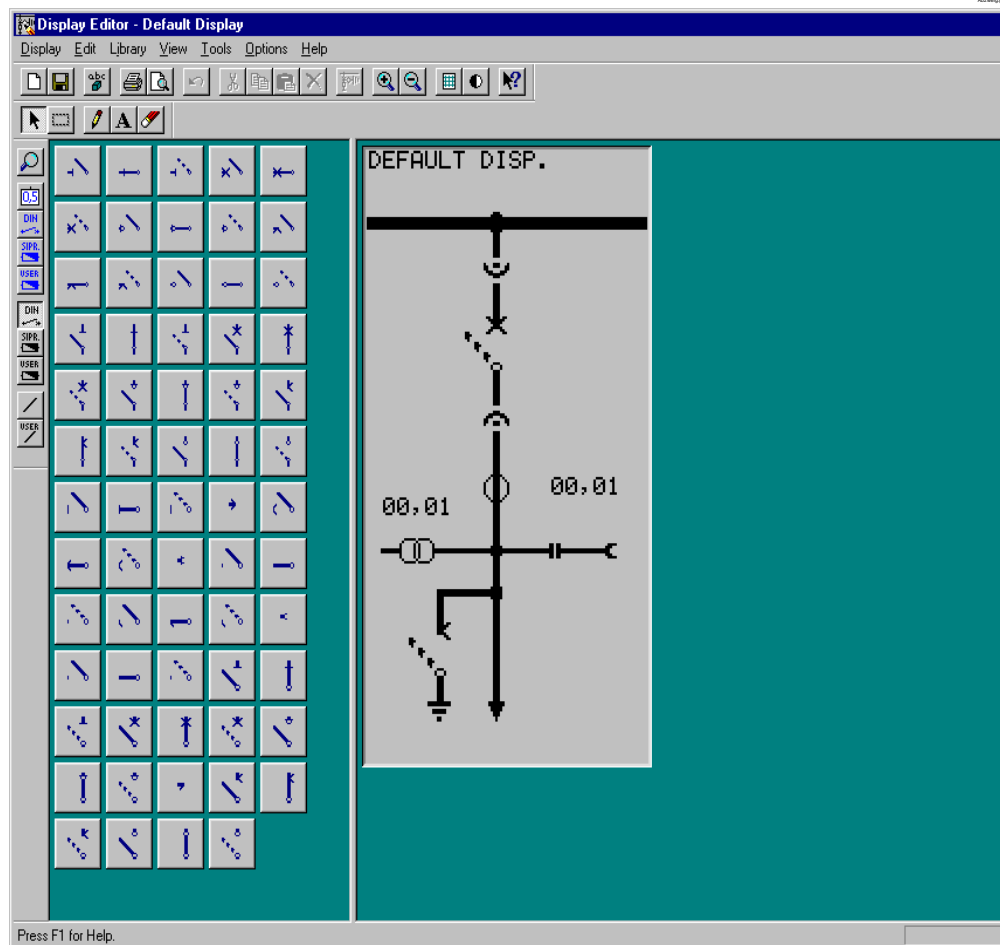 Display Editor - Default Display
Display Edit Library View Tools Options Help
abc
A
0,5
DIN
SIPR.
USER
DIN
SIPR.
USER
USER
DEFAULT DISP.
00,01
00,01
Press F1 for Help.